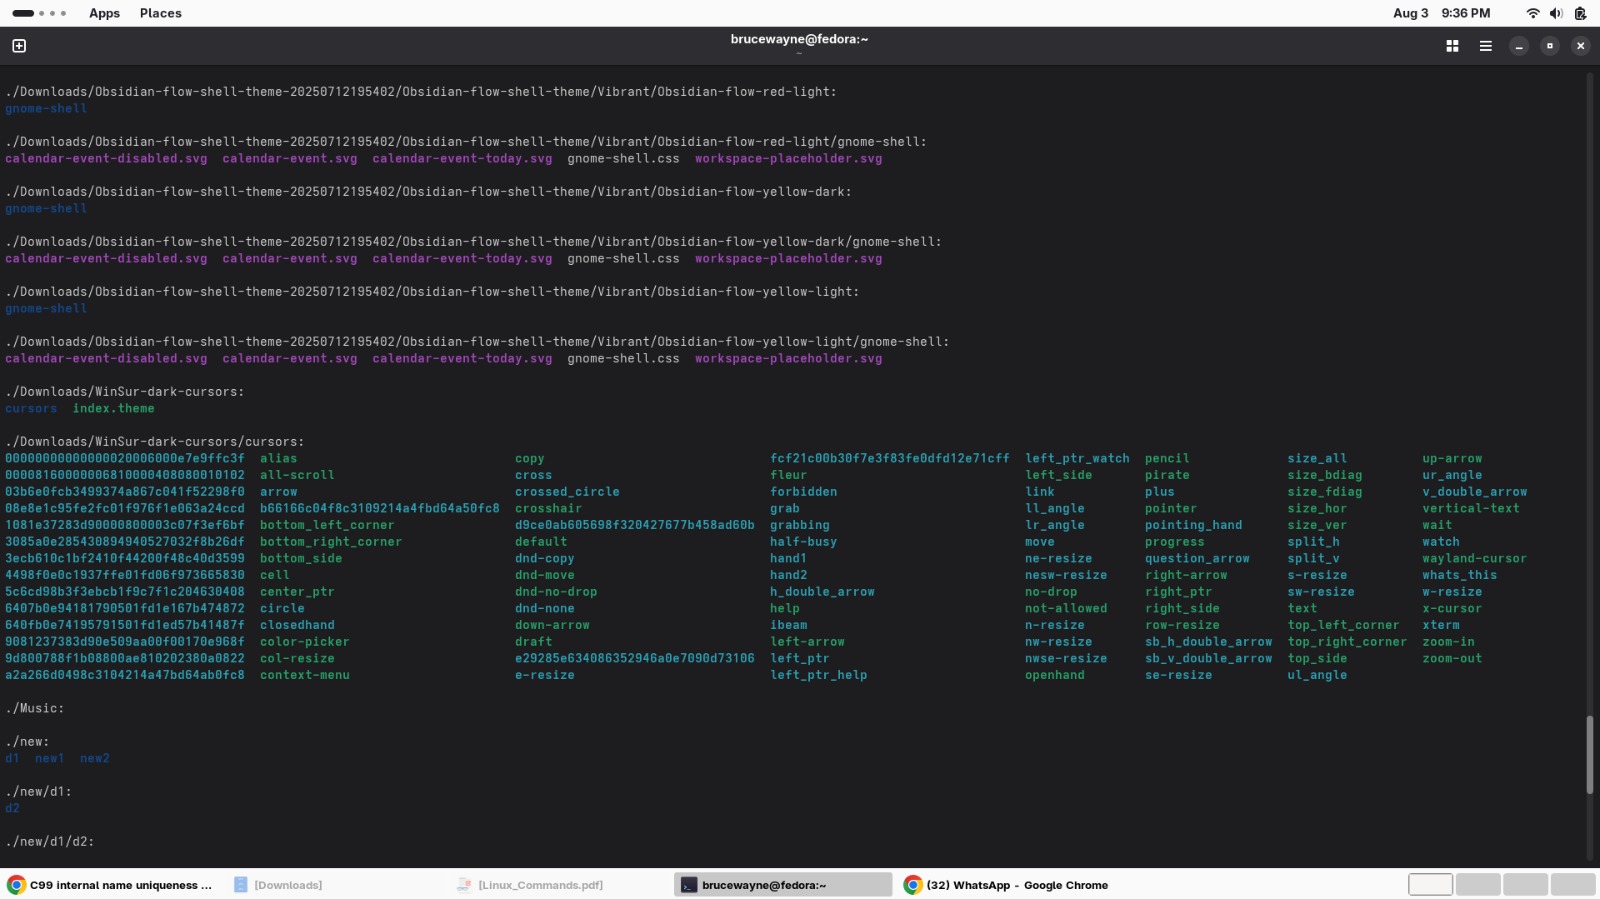 Apps Places Aug 3 9:36 PM
brucewayne@fedora:~
~
./Downloads/Obsidian-flow-shell-theme-20250712195402/Obsidian-flow-shell-theme/Vibrant/Obsidian-flow-red-light:
gnome-shell
./Downloads/Obsidian-flow-shell-theme-20250712195402/Obsidian-flow-shell-theme/Vibrant/Obsidian-flow-red-light/gnome-shell:
calendar-event-disabled.svg calendar-event.svg calendar-event-today.svg gnome-shell.css workspace-placeholder.svg
./Downloads/Obsidian-flow-shell-theme-20250712195402/Obsidian-flow-shell-theme/Vibrant/Obsidian-flow-yellow-dark:
gnome-shell
./Downloads/Obsidian-flow-shell-theme-20250712195402/Obsidian-flow-shell-theme/Vibrant/Obsidian-flow-yellow-dark/gnome-shell:
calendar-event-disabled.svg calendar-event.svg calendar-event-today.svg gnome-shell.css workspace-placeholder.svg
./Downloads/Obsidian-flow-shell-theme-20250712195402/Obsidian-flow-shell-theme/Vibrant/Obsidian-flow-yellow-light:
gnome-shell
./Downloads/Obsidian-flow-shell-theme-20250712195402/Obsidian-flow-shell-theme/Vibrant/Obsidian-flow-yellow-light/gnome-shell:
calendar-event-disabled.svg calendar-event.svg calendar-event-today.svg gnome-shell.css workspace-placeholder.svg
./Downloads/WinSur-dark-cursors:
cursors index.theme
./Downloads/WinSur-dark-cursors/cursors:
00000000000000020006000e7e9ffc3f alias copy fcf21c00b30f7e3f83fe0dfd12e71cff left_ptr_watch pencil size_all up-arrow
00008160000006810000408080010102 all-scroll cross fleur left_side pirate size_bdiag ur_angle
03b6e0fcb3499374a867c041f52298f0 arrow crossed_circle forbidden link plus size_fdiag v_double_arrow
08e8e1c95fe2fc01f976f1e063a24ccd b66166c04f8c3109214a4fbd64a50fc8 crosshair grab ll_angle pointer size_hor vertical-text
1081e37283d90000800003c07f3ef6bf bottom_left_corner d9ce0ab605698f320427677b458ad60b grabbing lr_angle pointing_hand size_ver wait
3085a0e285430894940527032f8b26df bottom_right_corner default half-busy move progress split_h watch
3ecb610c1bf2410f44200f48c40d3599 bottom_side dnd-copy hand1 ne-resize question_arrow split_v wayland-cursor
4498f0e0c1937ffe01fd06f973665830 cell dnd-move hand2 nesw-resize right-arrow s-resize whats_this
5c6cd98b3f3ebcb1f9c7f1c204630408 center_ptr dnd-no-drop h_double_arrow no-drop right_ptr sw-resize w-resize
6407b0e94181790501fd1e167b474872 circle dnd-none help not-allowed right_side text x-cursor
640fb0e74195791501fd1ed57b41487f closedhand down-arrow ibeam n-resize row-resize top_left_corner xterm
9081237383d90e509aa00f00170e968f color-picker draft left-arrow nw-resize sb_h_double_arrow top_right_corner zoom-in
9d800788f1b08800ae810202380a0822 col-resize e29285e634086352946a0e7090d73106 left_ptr nwse-resize sb_v_double_arrow top_side zoom-out
a2a266d0498c3104214a47bd64ab0fc8 context-menu e-resize left_ptr_help openhand se-resize ul_angle
./Music:
./new:
d1 new1 new2
./new/d1:
d2
./new/d1/d2:
C99 internal name uniqueness ... [Downloads] [Linux_Commands.pdf] brucewayne@fedora:~ (32) WhatsApp - Google Chrome